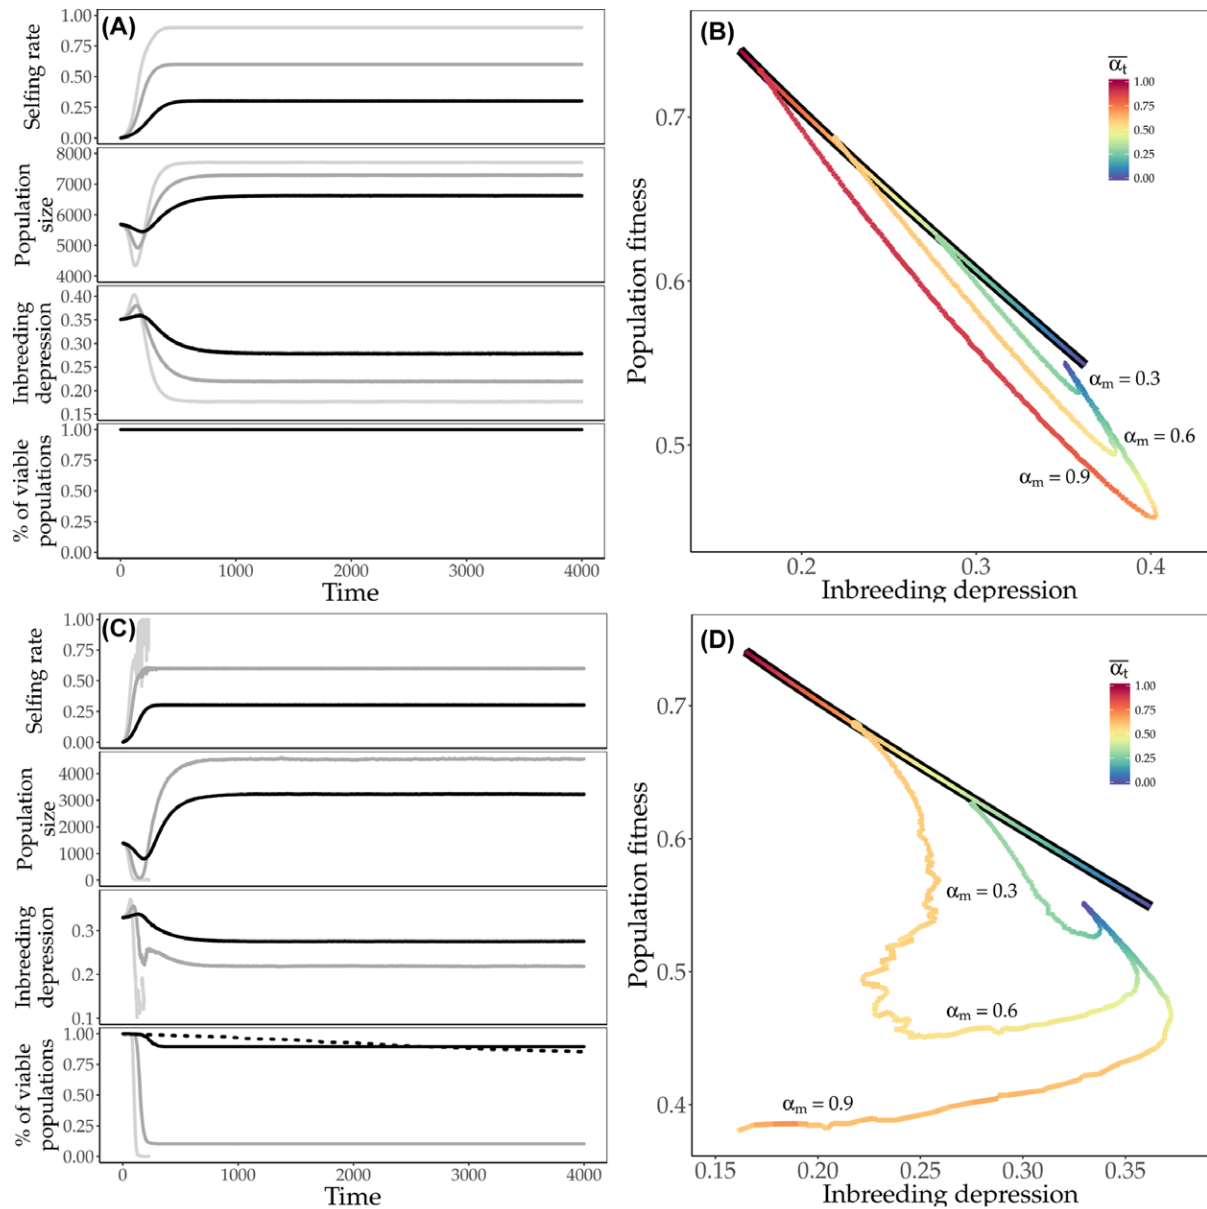 (A)
Selfing rate
1.00
0.75
0.50
0.25
0.00
Population
size
8000
7000
6000
5000
4000
Inbreeding
depression
0.40
0.35
0.30
0.25
0.20
0.15
% of viable
populations
1.00
0.75
0.50
0.25
0.00
0 1000 2000 3000 4000
Time
(B)
Population fitness
0.7
0.6
0.5
α̅t
1.00
0.75
0.50
0.25
0.00
αm = 0.3
αm = 0.6
αm = 0.9
0.2 0.3 0.4
Inbreeding depression
(C)
Selfing rate
1.00
0.75
0.50
0.25
0.00
Population
size
4000
3000
2000
1000
0
Inbreeding
depression
0.3
0.2
0.1
% of viable
populations
1.00
0.75
0.50
0.25
0.00
0 1000 2000 3000 4000
Time
(D)
Population fitness
0.7
0.6
0.5
0.4
α̅t
1.00
0.75
0.50
0.25
0.00
αm = 0.3
αm = 0.6
αm = 0.9
0.15 0.20 0.25 0.30 0.35
Inbreeding depression